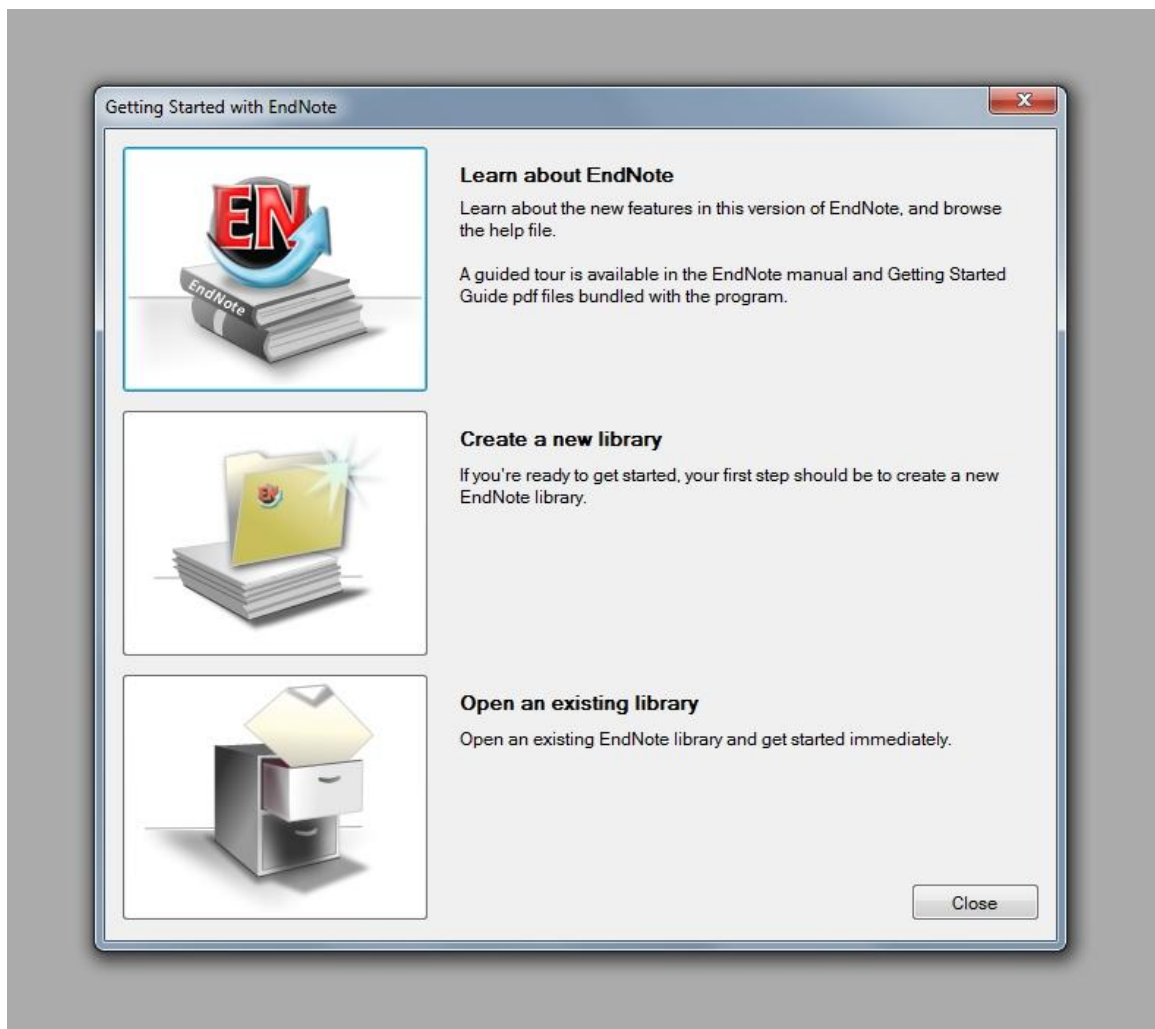 Getting Started with EndNote
EN
EndNote
Learn about EndNote
Learn about the new features in this version of EndNote, and browse
the help file.
A guided tour is available in the EndNote manual and Getting Started
Guide pdf files bundled with the program.
EN
Create a new library
If you're ready to get started, your first step should be to create a new
EndNote library.
Open an existing library
Open an existing EndNote library and get started immediately.
Close